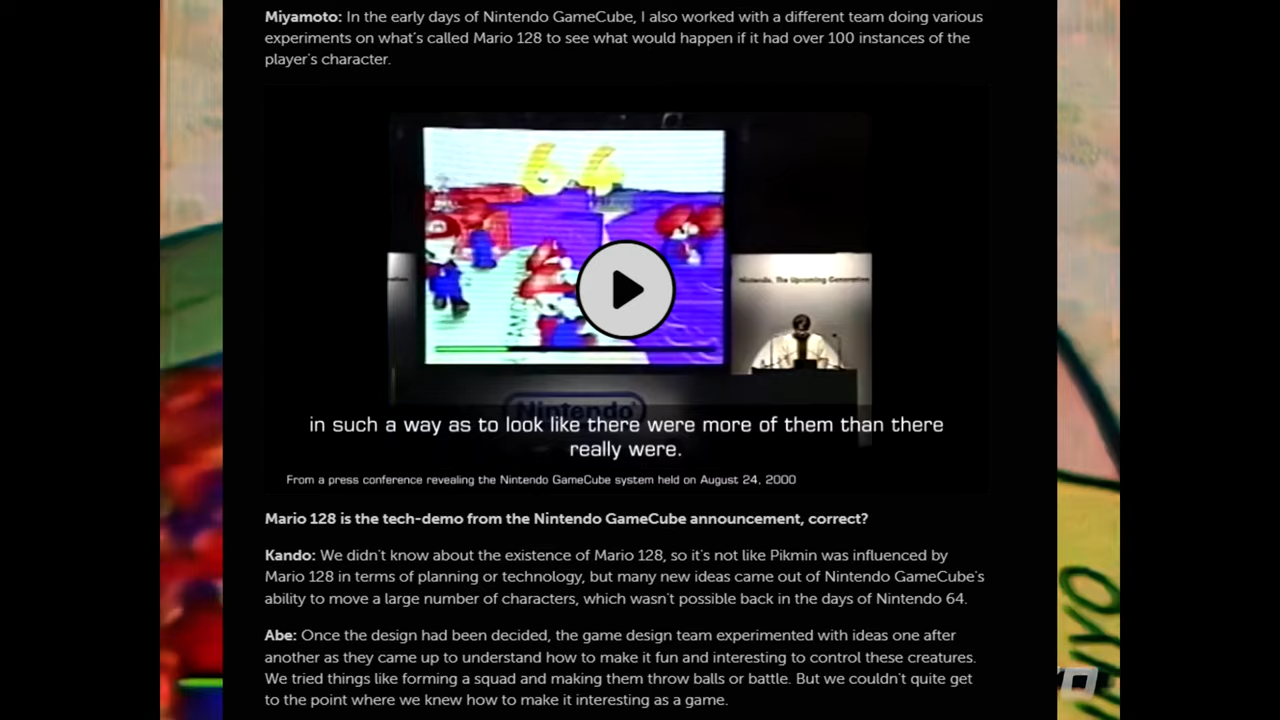 Miyamoto: In the early days of Nintendo GameCube, I also worked with a different team doing various
experiments on what's called Mario 128 to see what would happen if it had over 100 instances of the
player's character.
64
Nintendo, The Upcoming Generation
Nintendo
in such a way as to look like there were more of them than there
really were.
From a press conference revealing the Nintendo GameCube system held on August 24, 2000
Mario 128 is the tech-demo from the Nintendo GameCube announcement, correct?
Kando: We didn't know about the existence of Mario 128, so it's not like Pikmin was influenced by
Mario 128 in terms of planning or technology, but many new ideas came out of Nintendo GameCube's
ability to move a large number of characters, which wasn't possible back in the days of Nintendo 64.
Abe: Once the design had been decided, the game design team experimented with ideas one after
another as they came up to understand how to make it fun and interesting to control these creatures.
We tried things like forming a squad and making them throw balls or battle. But we couldn't quite get
to the point where we knew how to make it interesting as a game.